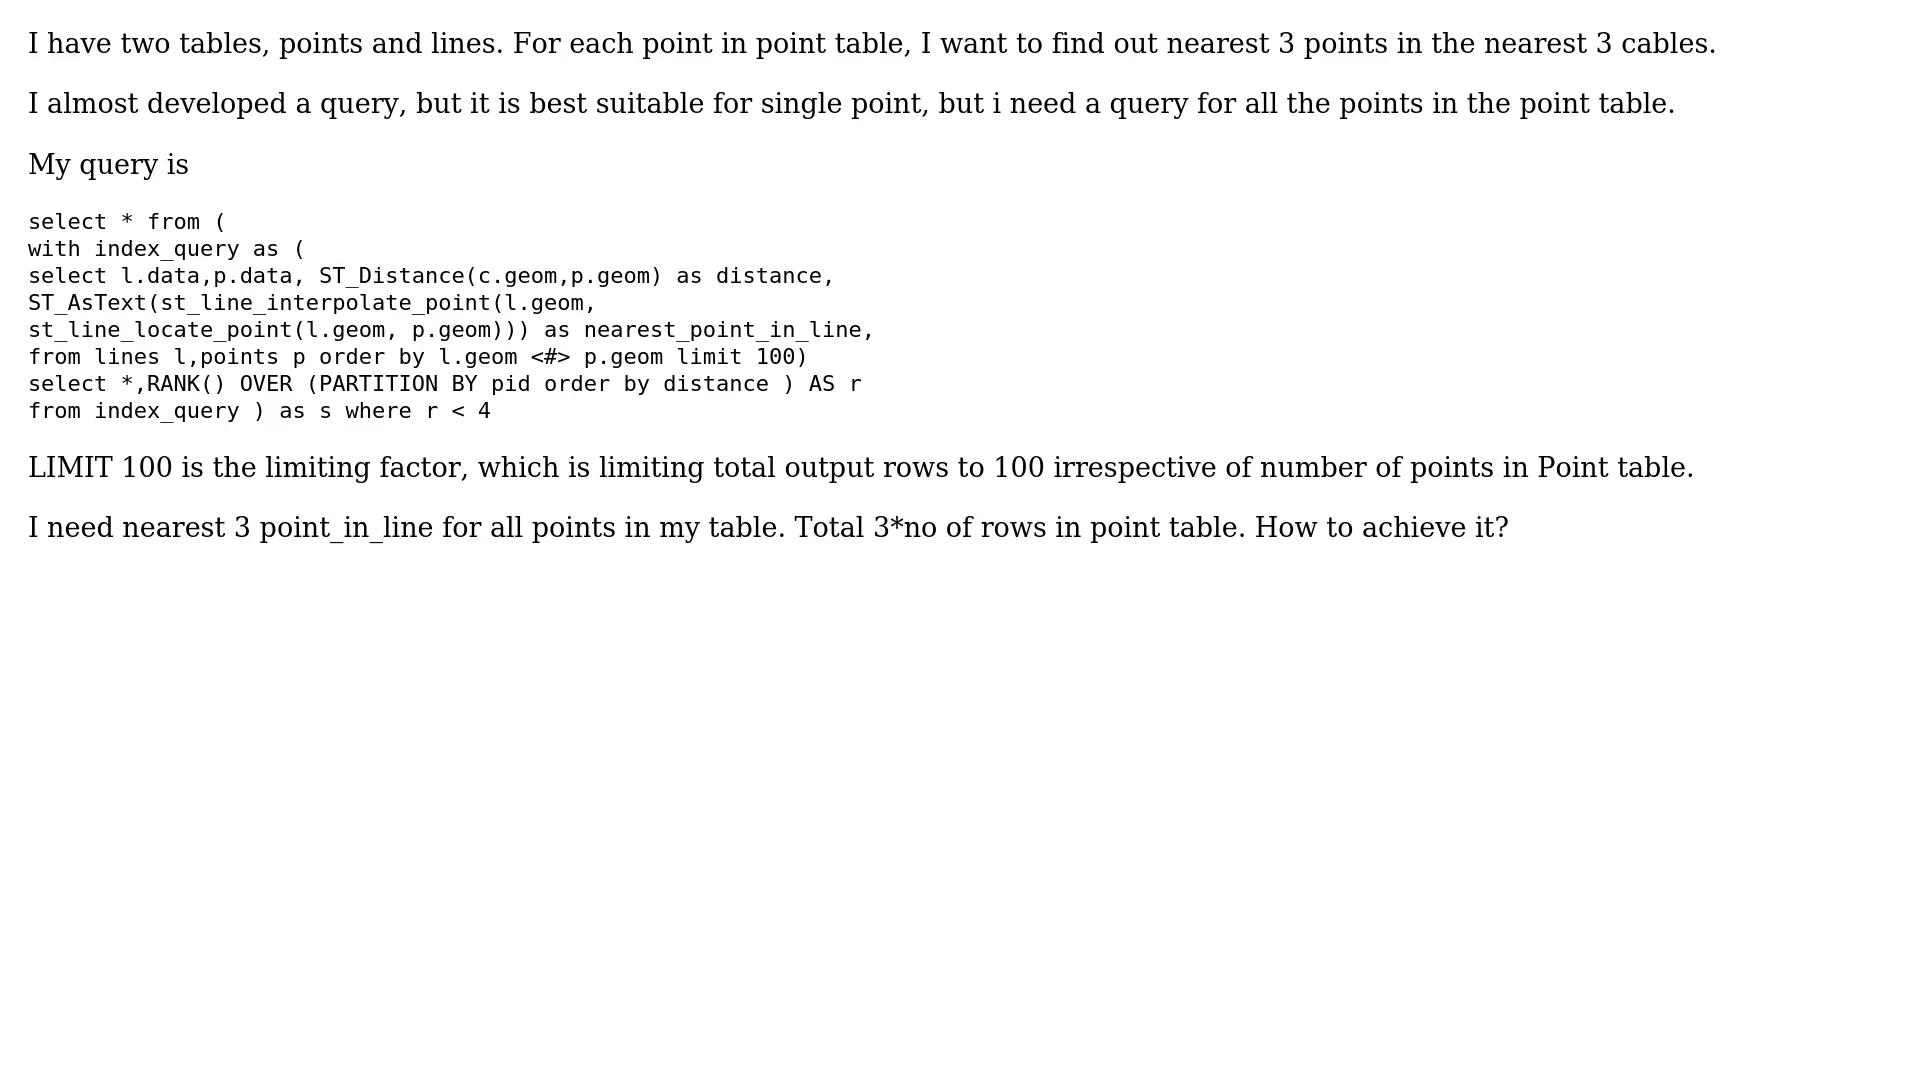 I have two tables, points and lines. For each point in point table, I want to find out nearest 3 points in the nearest 3 cables.
I almost developed a query, but it is best suitable for single point, but i need a query for all the points in the point table.
My query is
select * from (
with index_query as (
select l.data,p.data, ST_Distance(c.geom,p.geom) as distance,
ST_AsText(st_line_interpolate_point(l.geom,
st_line_locate_point(l.geom, p.geom))) as nearest_point_in_line,
from lines l,points p order by l.geom <#> p.geom limit 100)
select *,RANK() OVER (PARTITION BY pid order by distance ) AS r
from index_query ) as s where r < 4
LIMIT 100 is the limiting factor, which is limiting total output rows to 100 irrespective of number of points in Point table.
I need nearest 3 point_in_line for all points in my table. Total 3*no of rows in point table. How to achieve it?